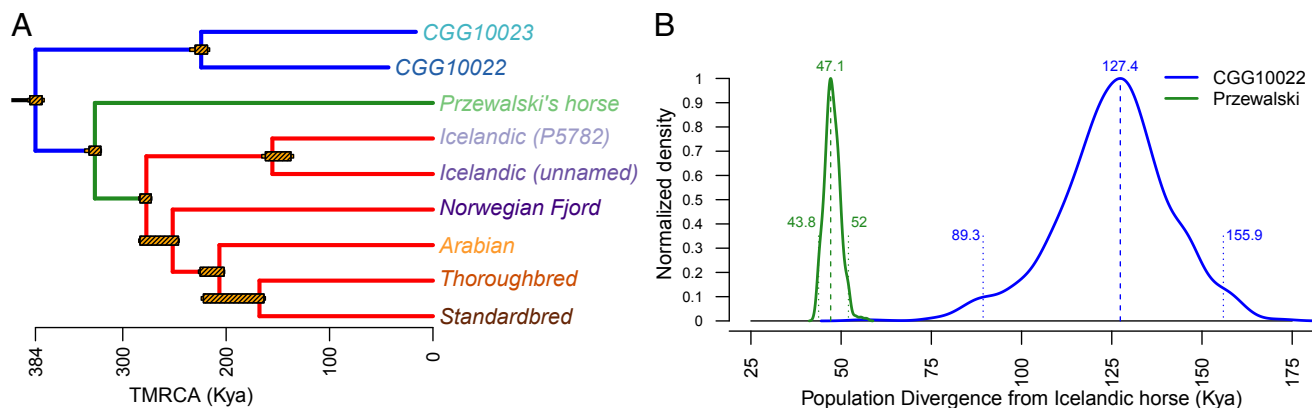 A
CGG10023
CGG10022
Przewalski's horse
Icelandic (P5782)
Icelandic (unnamed)
Norwegian Fjord
Arabian
Thoroughbred
Standardbred
384
300
200
100
0
TMRCA (Kya)
B
47.1
127.4
CGG10022
Przewalski
Normalized density
1
0.9
0.8
0.7
0.6
0.5
0.4
0.3
0.2
0.1
0
43.8
52
89.3
155.9
25
50
75
100
125
150
175
Population Divergence from Icelandic horse (Kya)